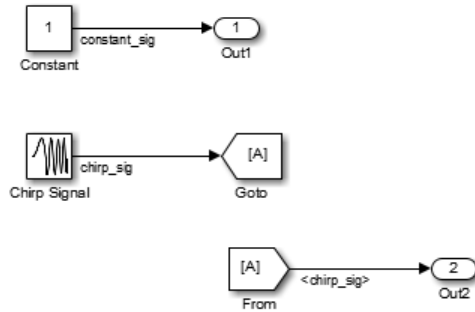 1
constant_sig
1
Constant
Out1
[A]
chirp_sig
Chirp Signal
Goto
[A]
2
<chirp_sig>
From
Out2